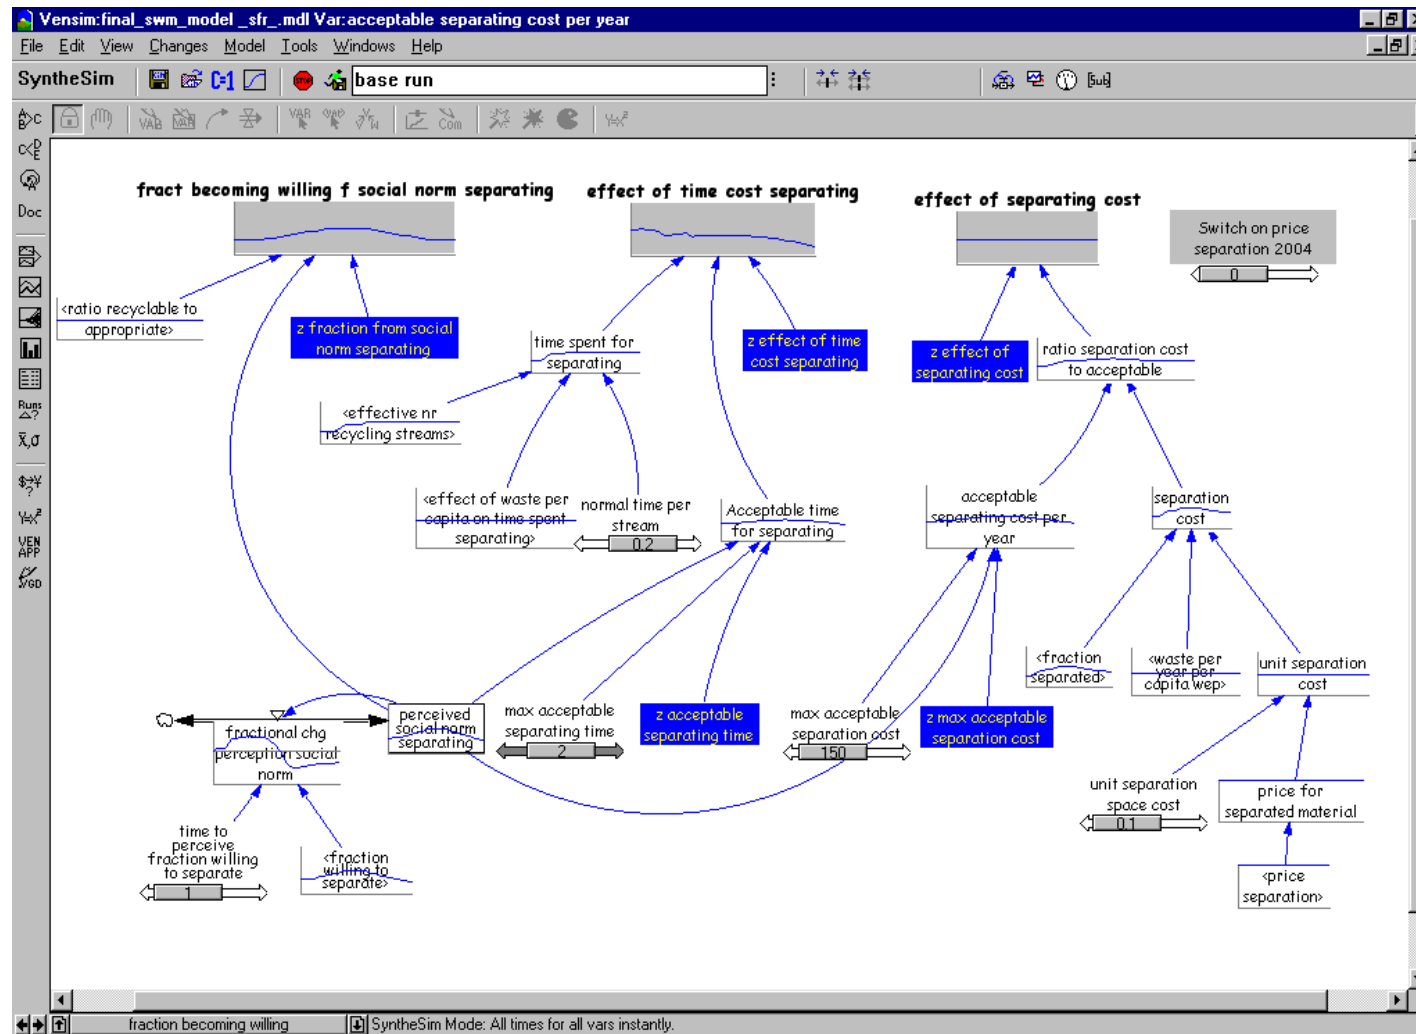 Vensim:final_swm_model _sfr_.mdl Var:acceptable separating cost per year
File Edit View Changes Model Tools Windows Help
SyntheSim
base run
Doc
Runs
VEN
APP
fract becoming willing f social norm separating
effect of time cost separating
effect of separating cost
Switch on price
separation 2004
0
<ratio recyclable to
appropriate>
z fraction from social
norm separating
time spent for
separating
z effect of time
cost separating
z effect of
separating cost
ratio separation cost
to acceptable
<effective nr
recycling streams>
<effect of waste per
capita on time spent
separating>
normal time per
stream
0.2
Acceptable time
for separating
acceptable
separating cost per
year
separation
cost
<fraction
separated>
<waste per
year per
capita wep>
unit separation
cost
fractional chg
perception social
norm
perceived
social norm
separating
max acceptable
separating time
2
z acceptable
separating time
max acceptable
separation cost
150
z max acceptable
separation cost
unit separation
space cost
0.1
price for
separated material
time to
perceive
fraction willing
to separate
1
<fraction
willing to
separate>
<price
separation>
fraction becoming willing
SyntheSim Mode: All times for all vars instantly.